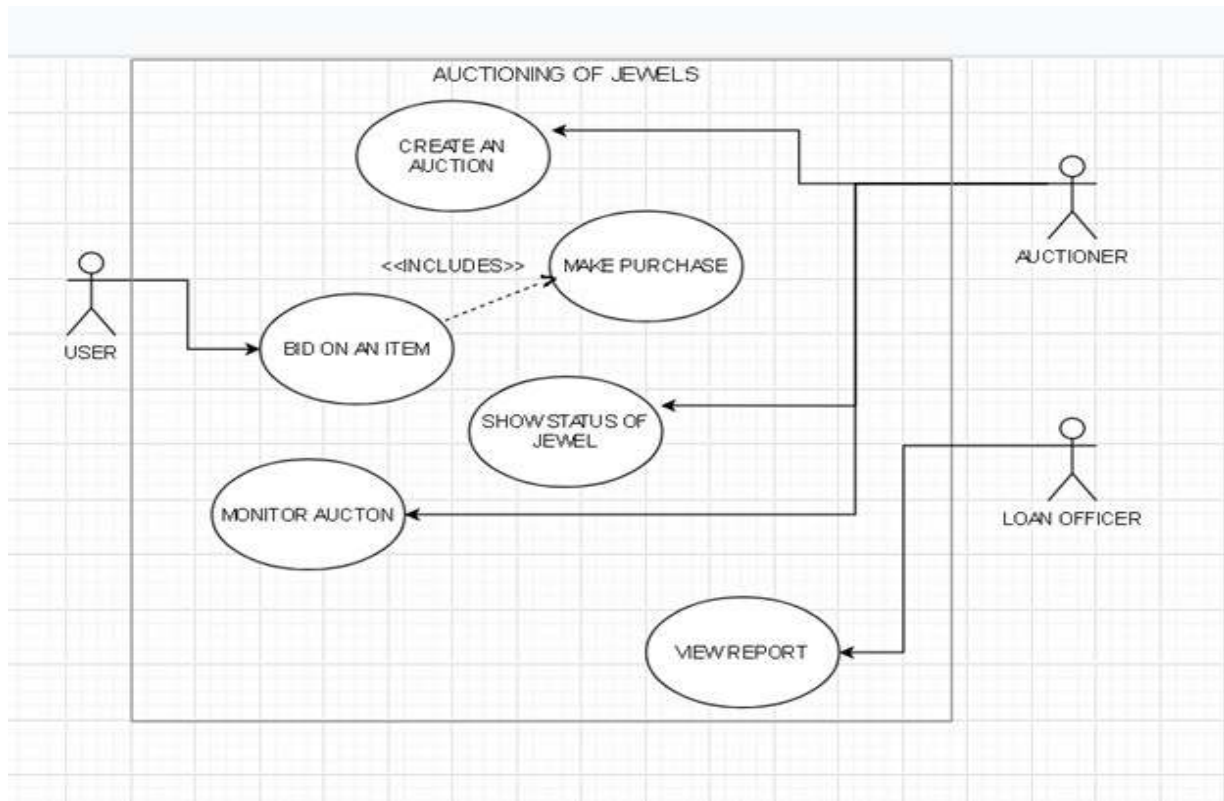 AUCTIONING OF JEWELS
CREATE AN
AUCTION
<<INCLUDES>>
MAKE PURCHASE
AUCTIONER
USER
BID ON AN ITEM
SHOW STATUS OF
JEWEL
MONITOR AUCTON
LOAN OFFICER
VIEW REPORT